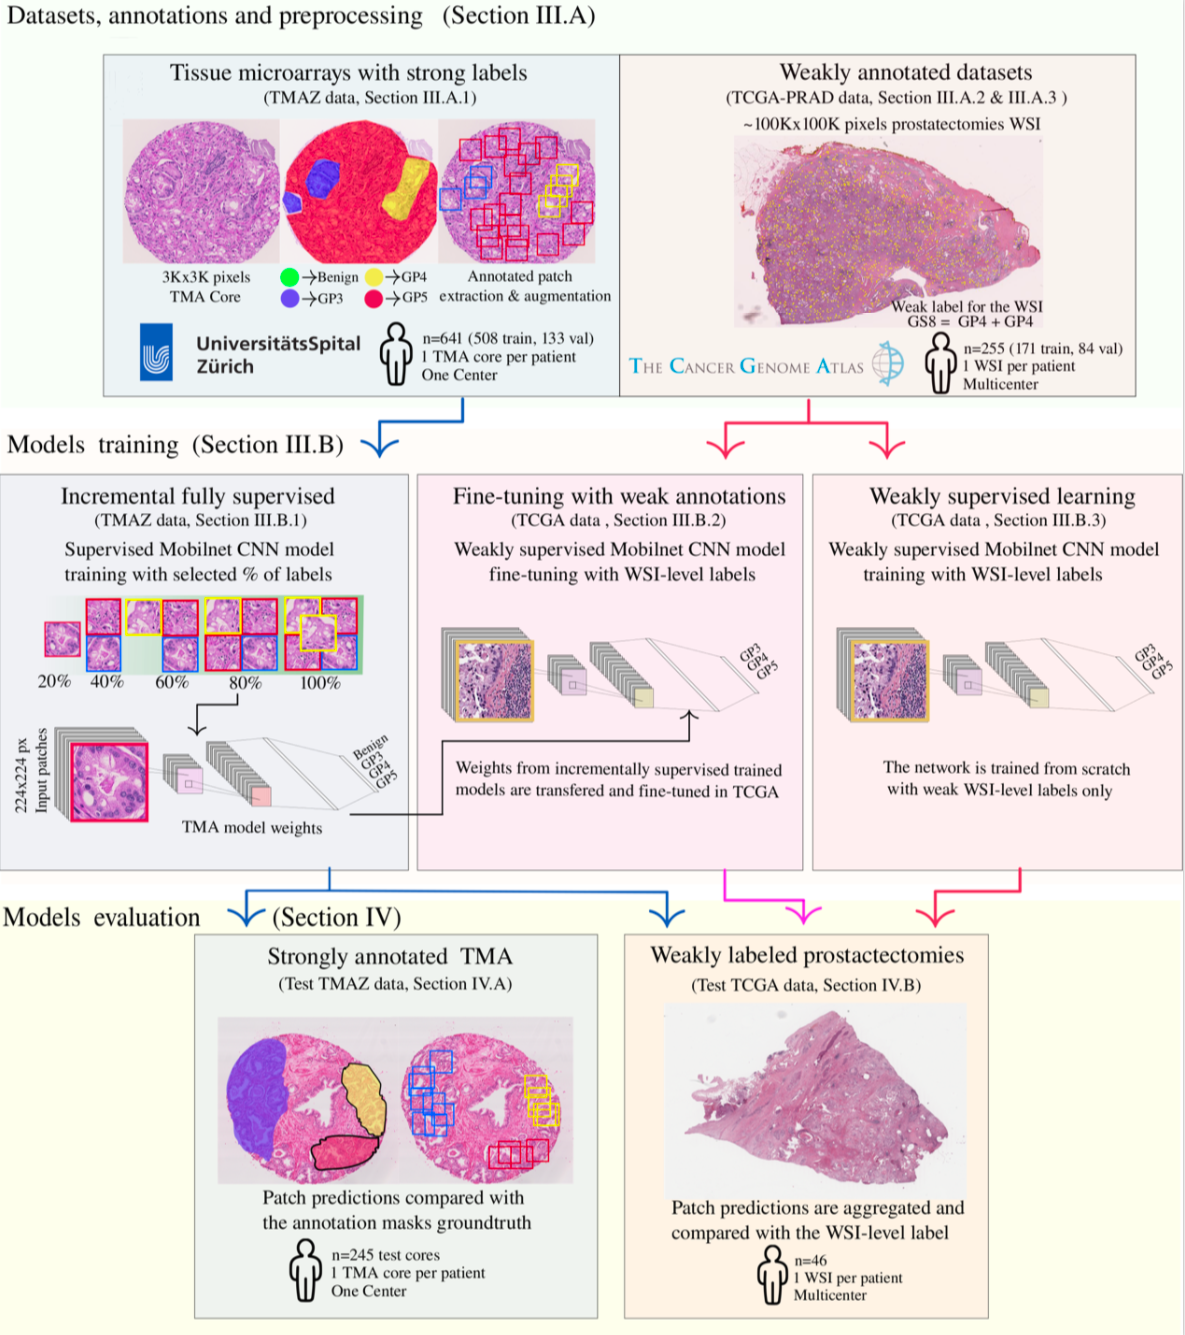 Datasets, annotations and preprocessing (Section III.A)
Tissue microarrays with strong labels
(TMAZ data, Section III.A.1)
3Kx3K pixels
TMA Core
→Benign
→GP4
→GP3
→GP5
Annotated patch
extraction & augmentation
UniversitätsSpital
Zürich
n=641 (508 train, 133 val)
1 TMA core per patient
One Center
Weakly annotated datasets
(TCGA-PRAD data, Section III.A.2 & III.A.3 )
~100Kx100K pixels prostatectomies WSI
Weak label for the WSI
GS8 = GP4 + GP4
THE CANCER GENOME ATLAS
n=255 (171 train, 84 val)
1 WSI per patient
Multicenter
Models training (Section III.B)
Incremental fully supervised
(TMAZ data, Section III.B.1)
Supervised Mobilnet CNN model
training with selected % of labels
20% 40% 60% 80% 100%
224x224 px
Input patches
Benign
GP3
GP4
GP5
TMA model weights
Fine-tuning with weak annotations
(TCGA data , Section III.B.2)
Weakly supervised Mobilnet CNN model
fine-tuning with WSI-level labels
GP3
GP4
GP5
Weights from incrementally supervised trained
models are transfered and fine-tuned in TCGA
Weakly supervised learning
(TCGA data , Section III.B.3)
Weakly supervised Mobilnet CNN model
training with WSI-level labels
GP3
GP4
GP5
The network is trained from scratch
with weak WSI-level labels only
Models evaluation (Section IV)
Strongly annotated TMA
(Test TMAZ data, Section IV.A)
Patch predictions compared with
the annotation masks groundtruth
n=245 test cores
1 TMA core per patient
One Center
Weakly labeled prostactectomies
(Test TCGA data, Section IV.B)
Patch predictions are aggregated and
compared with the WSI-level label
n=46
1 WSI per patient
Multicenter